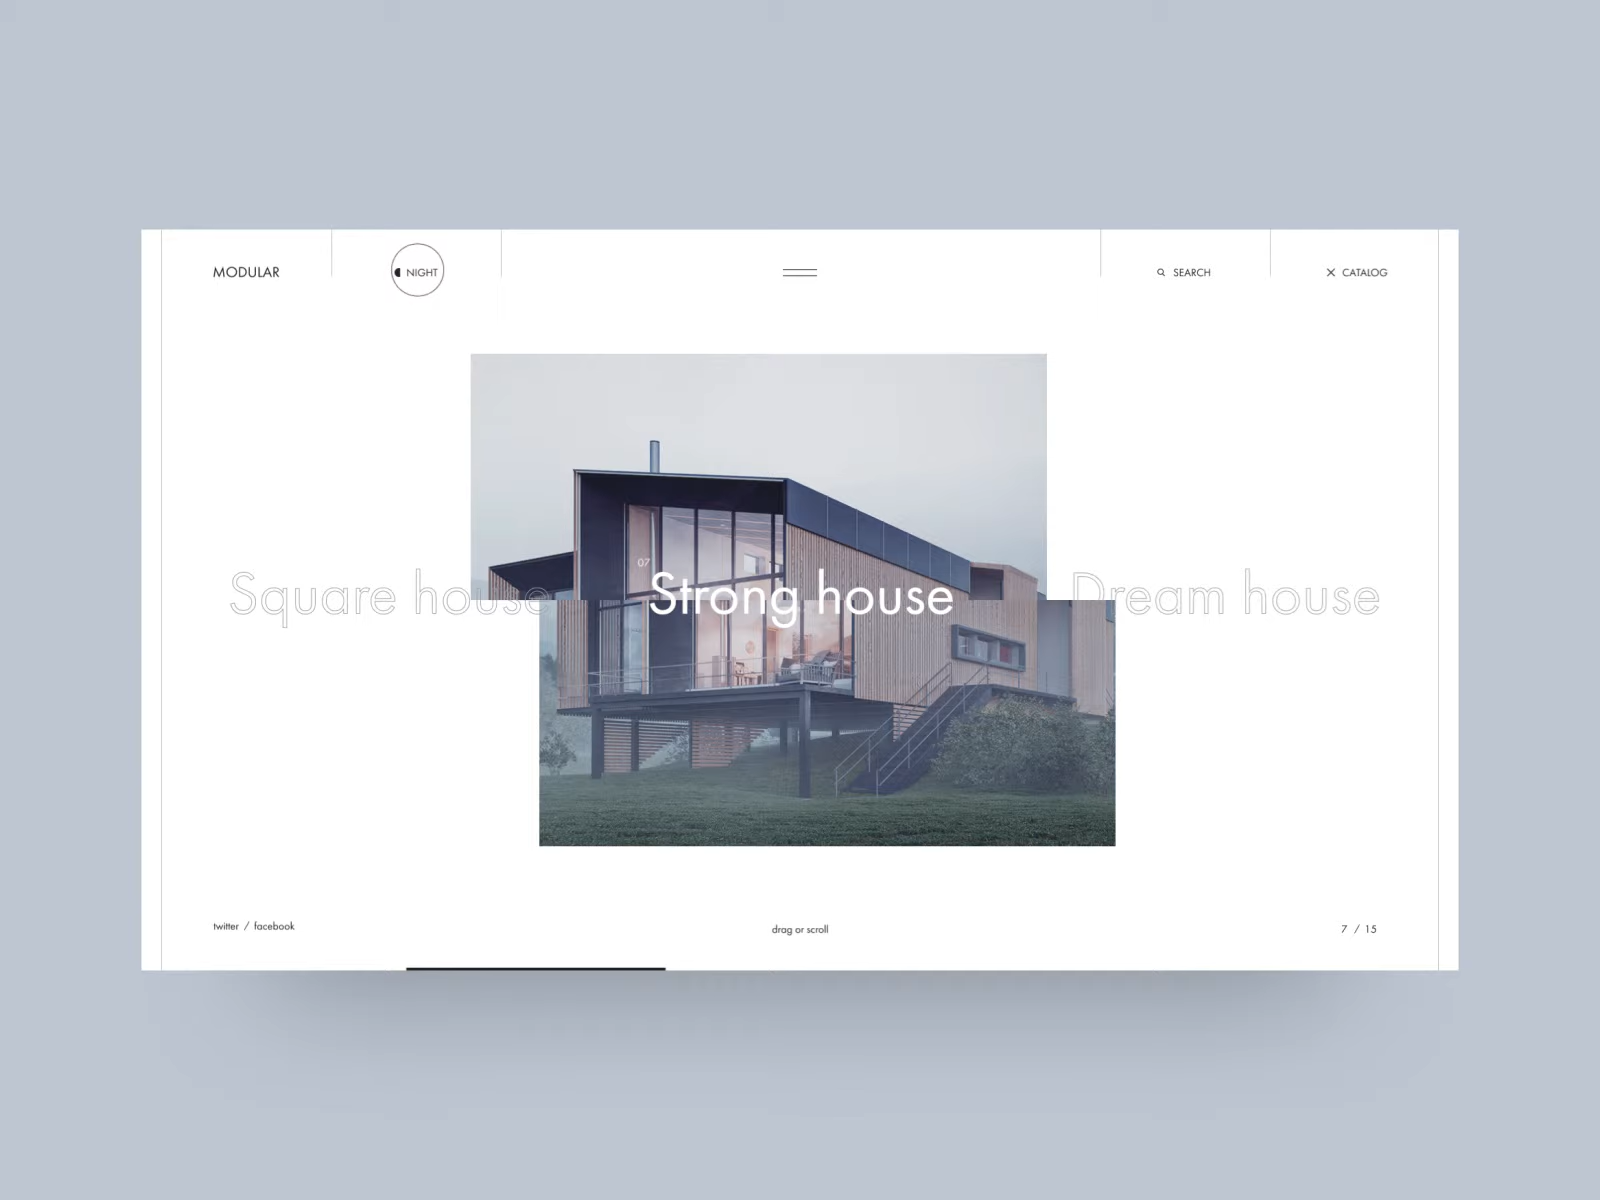 MODULAR
NIGHT
SEARCH
CATALOG
07
Square house
Strong house
Dream house
twitter / facebook
drag or scroll
7 / 15